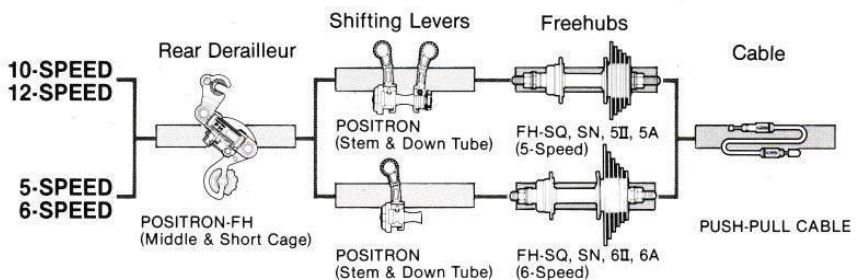 Shifting Levers
Freehubs
Rear Derailleur
Cable
10-SPEED
12-SPEED
POSITRON
(Stem & Down Tube)
FH-SQ, SN, 5II, 5A
(5-Speed)
5-SPEED
6-SPEED
POSITRON-FH
(Middle & Short Cage)
POSITRON
(Stem & Down Tube)
FH-SQ, SN, 6II, 6A
(6-Speed)
PUSH-PULL CABLE